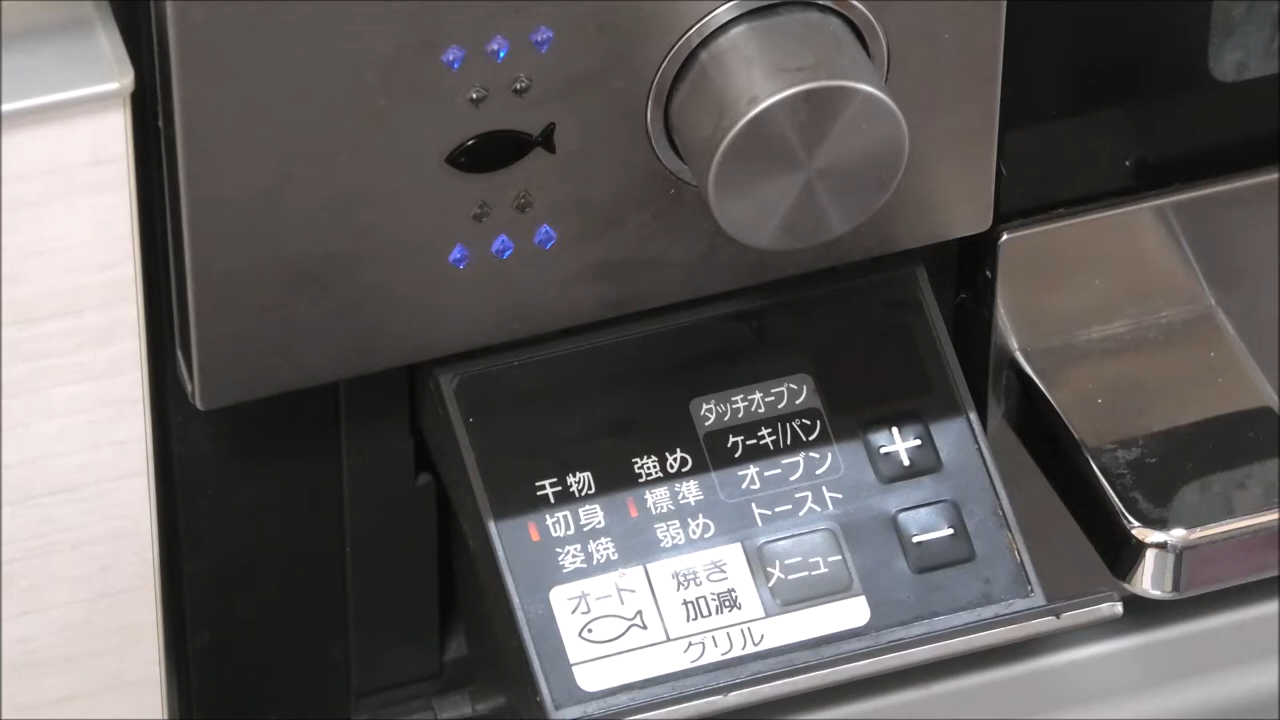 ダッチオーブン
ケーキ/パン
オーブン
トースト
干物
切身
姿焼
強め
標準
弱め
+
−
オート
焼き
加減
メニュー
グリル